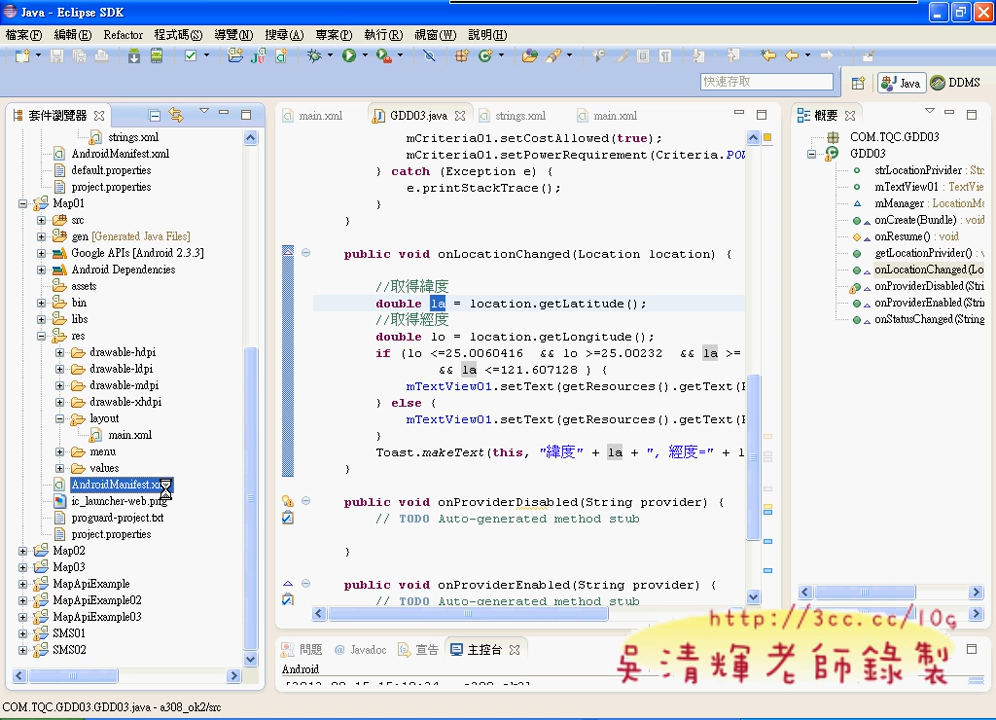 Java - Eclipse SDK
檔案(F) 編輯(E) Refactor 程式碼(S) 導覽(N) 搜尋(A) 專案(P) 執行(R) 視窗(W) 說明(H)
快速存取 Java DDMS
套件瀏覽器
strings.xml
AndroidManifest.xml
default.properties
project.properties
Map01
src
gen [Generated Java Files]
Google APIs [Android 2.3.3]
Android Dependencies
assets
bin
libs
res
drawable-hdpi
drawable-ldpi
drawable-mdpi
drawable-xhdpi
layout
main.xml
menu
values
AndroidManifest.xml
ic_launcher-web.png
proguard-project.txt
project.properties
Map02
Map03
MapApiExample
MapApiExample02
MapApiExample03
SMS01
SMS02
main.xml GDD03.java strings.xml main.xml
mCriteria01.setCostAllowed(true);
mCriteria01.setPowerRequirement(Criteria.POW
} catch (Exception e) {
e.printStackTrace();
}
}
public void onLocationChanged(Location location) {
//取得緯度
double la = location.getLatitude();
//取得經度
double lo = location.getLongitude();
if (lo <=25.0060416 && lo >=25.00232 && la >=
&& la <=121.607128 ) {
mTextView01.setText(getResources().getText(R
} else {
mTextView01.setText(getResources().getText(R
}
Toast.makeText(this, "緯度" + la + ", 經度=" + l
}
public void onProviderDisabled(String provider) {
// TODO Auto-generated method stub
}
public void onProviderEnabled(String provider) {
// TODO Auto-generated method stub
概要
COM.TQC.GDD03
GDD03
strLocationProvider : Stri
mTextView01 : TextVie
mManager : LocationMa
onCreate(Bundle) : void
onResume() : void
getLocationProvider() :
onLocationChanged(Lo
onProviderDisabled(Stri
onProviderEnabled(Stri
onStatusChanged(String
問題 @ Javadoc 宣告 主控台
Android
http://3cc.cc/10g
吳清輝老師錄製
COM.TQC.GDD03.GDD03.java - a308_ok2/src